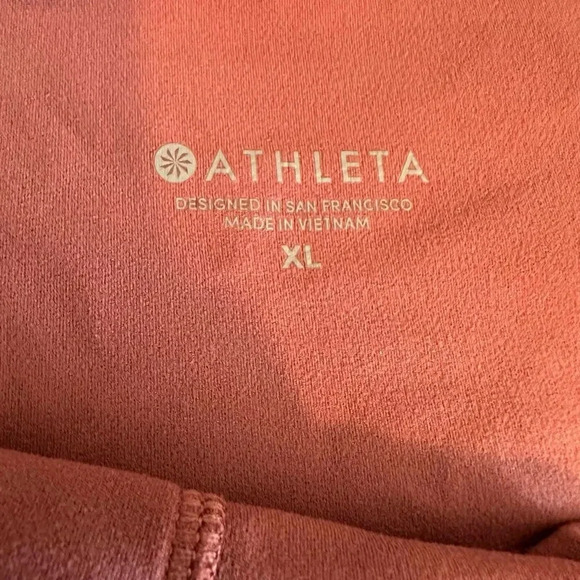 ATHLETA
DESIGNED IN SAN FRANCISCO
MADE IN VIETNAM
XL